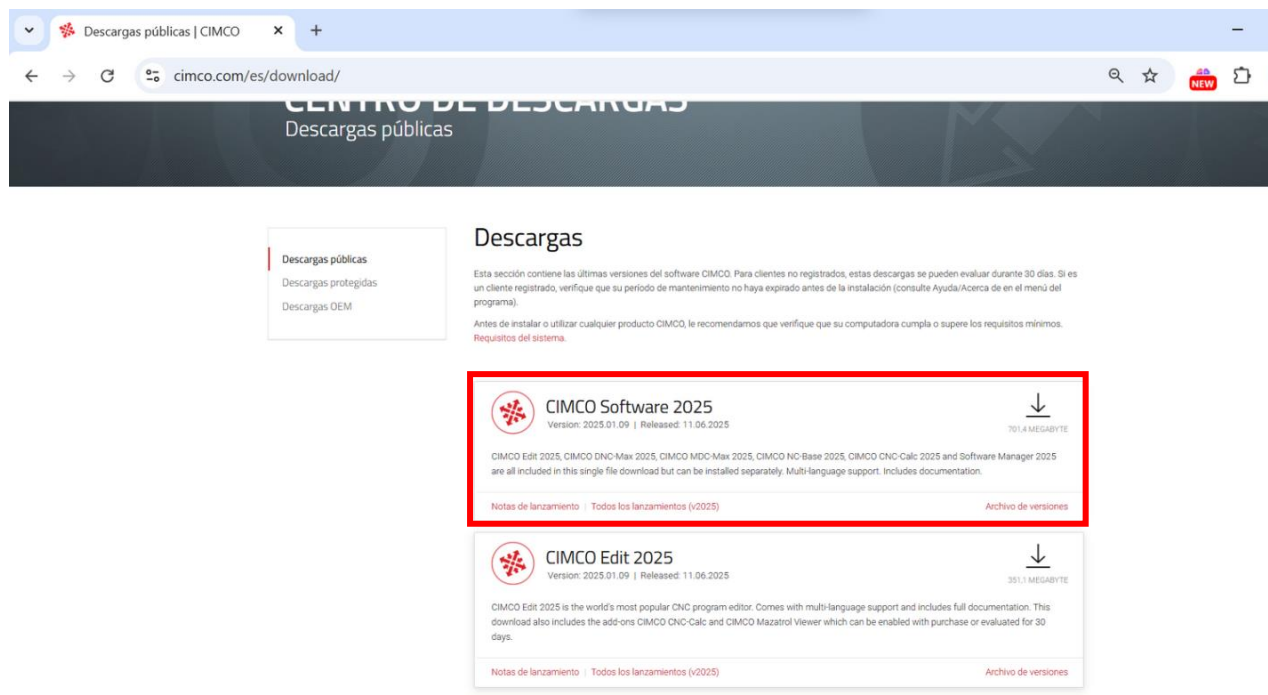 Descargas públicas | CIMCO
cimco.com/es/download/
NEW
CENTRO DE DESCARGAS
Descargas públicas
Descargas públicas
Descargas protegidas
Descargas OEM
Descargas
Esta sección contiene las últimas versiones del software CIMCO. Para clientes no registrados, estas descargas se pueden evaluar durante 30 días. Si es
un cliente registrado, verifique que su período de mantenimiento no haya expirado antes de la instalación (consulte Ayuda/Acerca de en el menú del
programa).
Antes de instalar o utilizar cualquier producto CIMCO, le recomendamos que verifique que su computadora cumpla o supere los requisitos mínimos.
Requisitos del sistema.
CIMCO Software 2025
Version: 2025.01.09 | Released: 11.06.2025
701,4 MEGABYTE
CIMCO Edit 2025, CIMCO DNC-Max 2025, CIMCO MDC-Max 2025, CIMCO NC-Base 2025, CIMCO CNC-Calc 2025 and Software Manager 2025
are all included in this single file download but can be installed separately. Multi-language support. Includes documentation.
Notas de lanzamiento | Todos los lanzamientos (v2025)
Archivo de versiones
CIMCO Edit 2025
Version: 2025.01.09 | Released: 11.06.2025
351,1 MEGABYTE
CIMCO Edit 2025 is the world's most popular CNC program editor. Comes with multi-language support and includes full documentation. This
download also includes the add-ons CIMCO CNC-Calc and CIMCO Mazatrol Viewer which can be enabled with purchase or evaluated for 30
days.
Notas de lanzamiento | Todos los lanzamientos (v2025)
Archivo de versiones